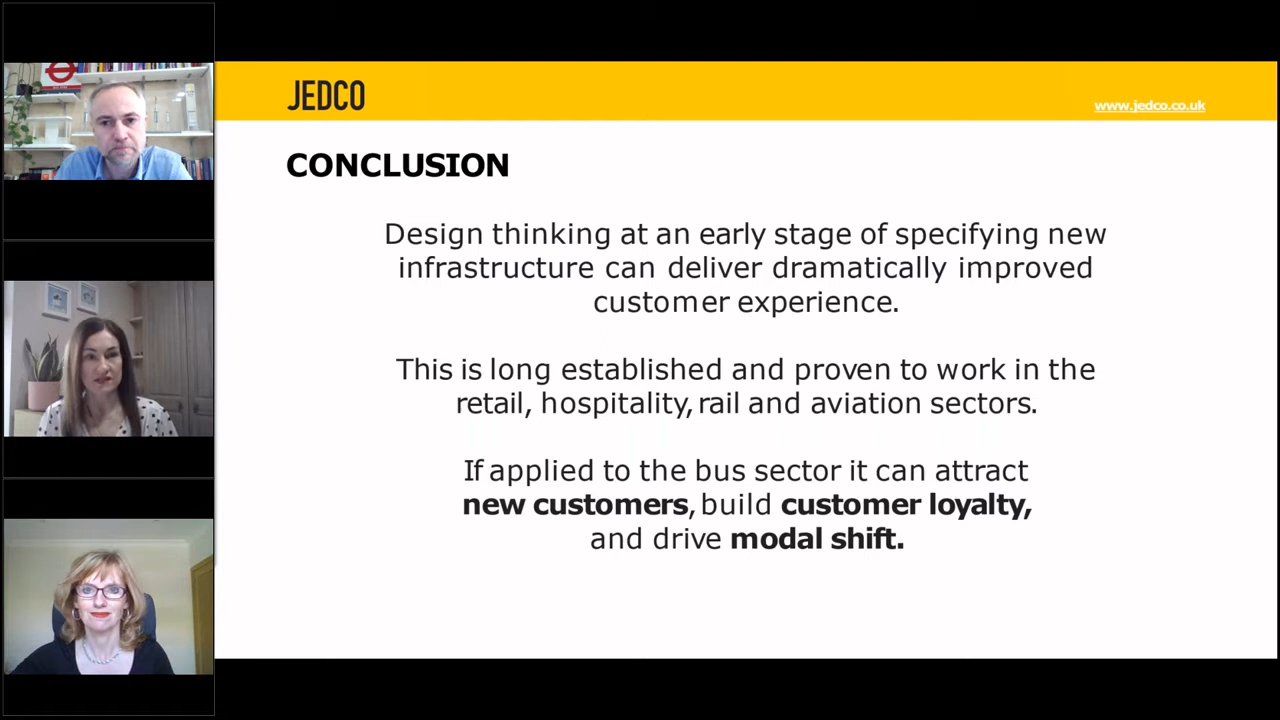 JEDCO
www.jedco.co.uk
CONCLUSION
Design thinking at an early stage of specifying new
infrastructure can deliver dramatically improved
customer experience.
This is long established and proven to work in the
retail, hospitality, rail and aviation sectors.
If applied to the bus sector it can attract
new customers, build customer loyalty,
and drive modal shift.